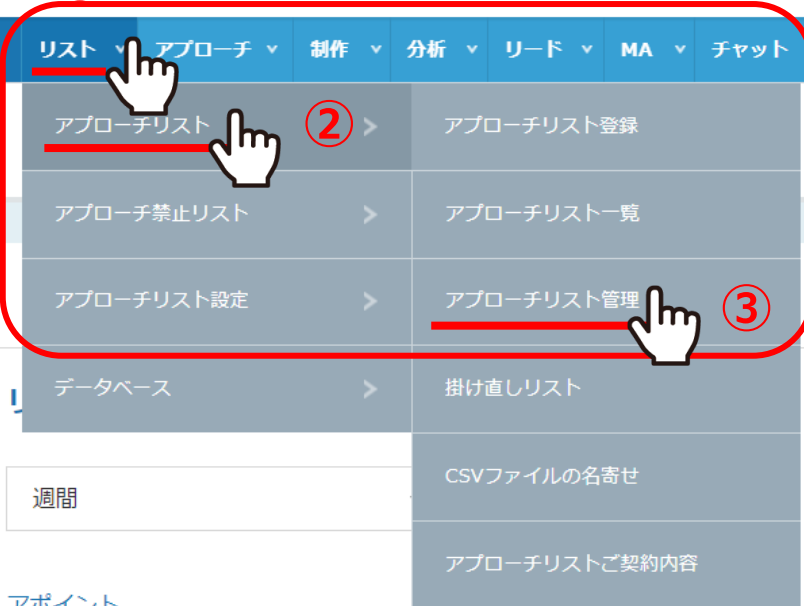 リスト アプローチ 制作 分析 リード MA チャット
アプローチリスト ② アプローチリスト登録
アプローチ禁止リスト アプローチリスト一覧
アプローチリスト設定 アプローチリスト管理 ③
データベース 掛け直しリスト
週間 CSVファイルの名寄せ
アプローチリストご契約内容
アポイント